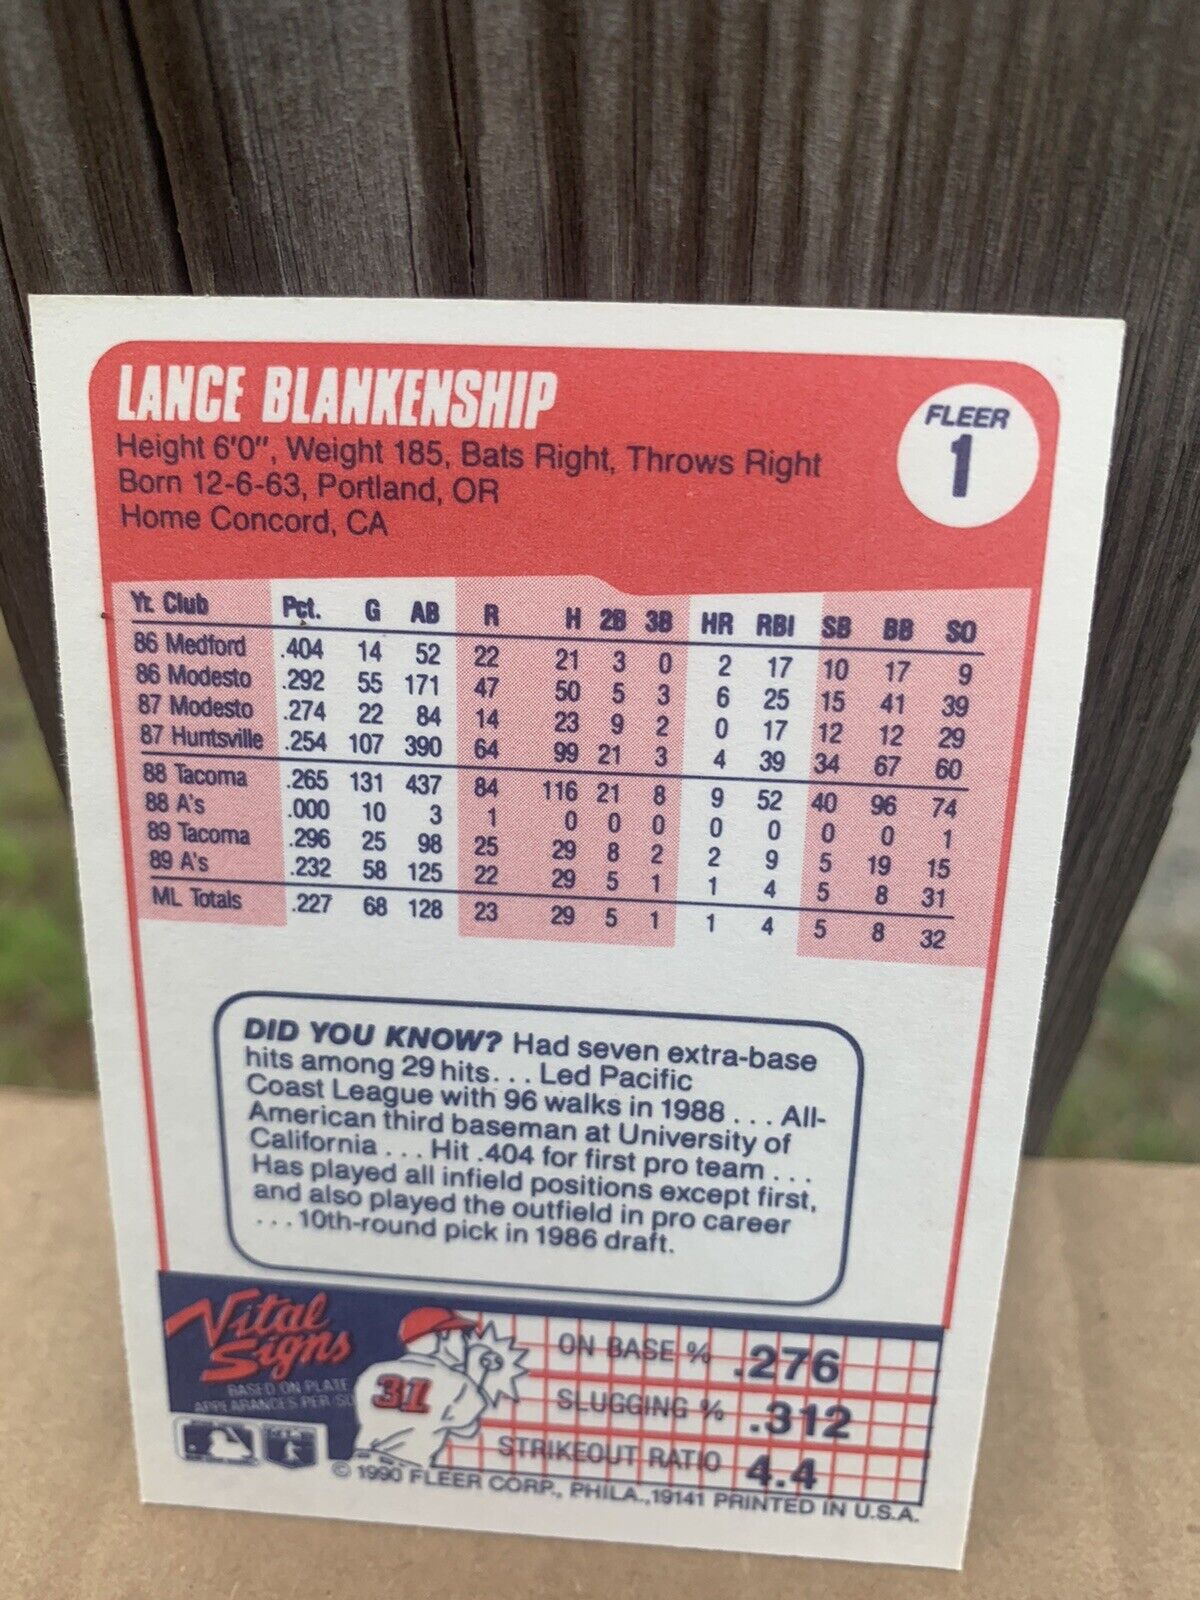 LANCE BLANKENSHIP
FLEER
1
Height 6'0", Weight 185, Bats Right, Throws Right
Born 12-6-63, Portland, OR
Home Concord, CA
Yr. Club Pct. G AB R H 2B 3B HR RBI SB BB SO
86 Medford .404 14 52 22 21 3 0 2 17 10 17 9
86 Modesto .292 55 171 47 50 5 3 6 25 15 41 39
87 Modesto .274 22 84 14 23 9 2 0 17 12 12 29
87 Huntsville .254 107 390 64 99 21 3 4 39 34 67 60
88 Tacoma .265 131 437 84 116 21 8 9 52 40 96 74
88 A's .000 10 3 1 0 0 0 0 0 0 0 1
89 Tacoma .296 25 98 25 29 8 2 2 9 5 19 15
89 A's .232 58 125 22 29 5 1 1 4 5 8 31
ML Totals .227 68 128 23 29 5 1 1 4 5 8 32
DID YOU KNOW? Had seven extra-base
hits among 29 hits. . . Led Pacific
Coast League with 96 walks in 1988 . . . All-
American third baseman at University of
California . . . Hit .404 for first pro team . . .
Has played all infield positions except first,
and also played the outfield in pro career
. . . 10th-round pick in 1986 draft.
Vital
Signs
BASED ON PLATE
APPEARANCES PER SO
31
ON BASE % .276
SLUGGING % .312
STRIKEOUT RATIO 4.4
© 1990 FLEER CORP., PHILA., 19141 PRINTED IN U.S.A.